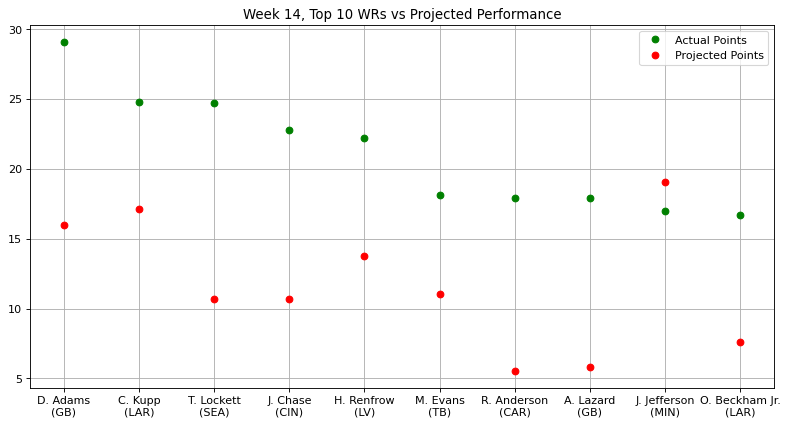 Week 14, Top 10 WRs vs Projected Performance
30
25
20
15
10
5
Actual Points
Projected Points
D. Adams
(GB)
C. Kupp
(LAR)
T. Lockett
(SEA)
J. Chase
(CIN)
H. Renfrow
(LV)
M. Evans
(TB)
R. Anderson
(CAR)
A. Lazard
(GB)
J. Jefferson
(MIN)
O. Beckham Jr.
(LAR)